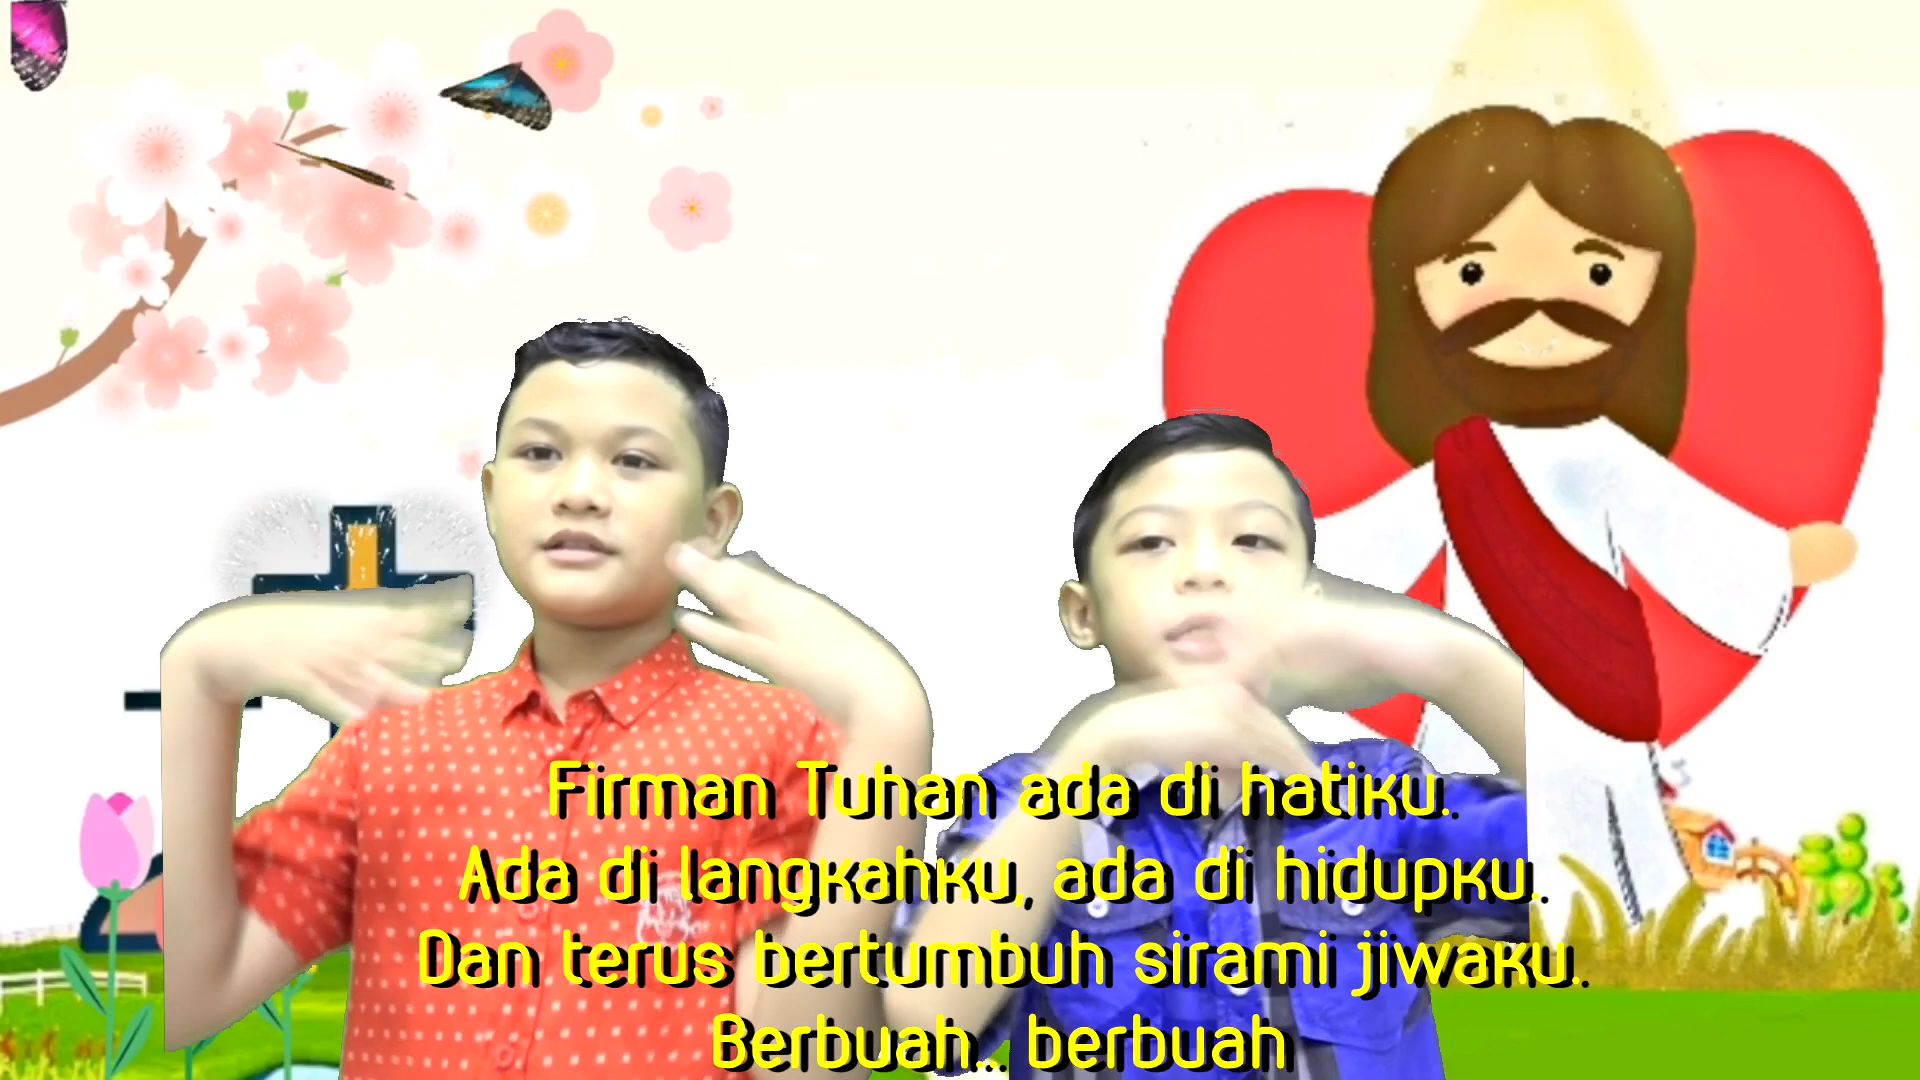 Firman Tuhan ada di hatiku.
Ada di langkahku, ada di hidupku.
Dan terus bertumbuh sirami jiwaku.
Berbuah... berbuah